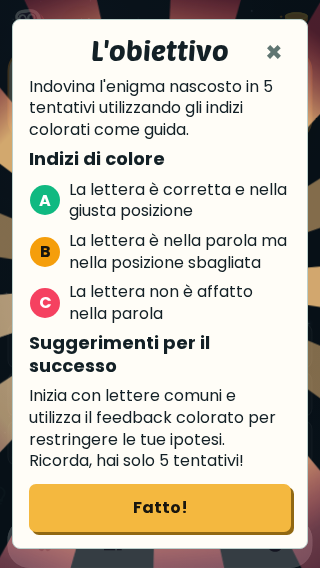 L'obiettivo
Indovina l'enigma nascosto in 5
tentativi utilizzando gli indizi
colorati come guida.
Indizi di colore
A
La lettera è corretta e nella
giusta posizione
B
La lettera è nella parola ma
nella posizione sbagliata
C
La lettera non è affatto
nella parola
Suggerimenti per il
successo
Inizia con lettere comuni e
utilizza il feedback colorato per
restringere le tue ipotesi.
Ricorda, hai solo 5 tentativi!
Fatto!